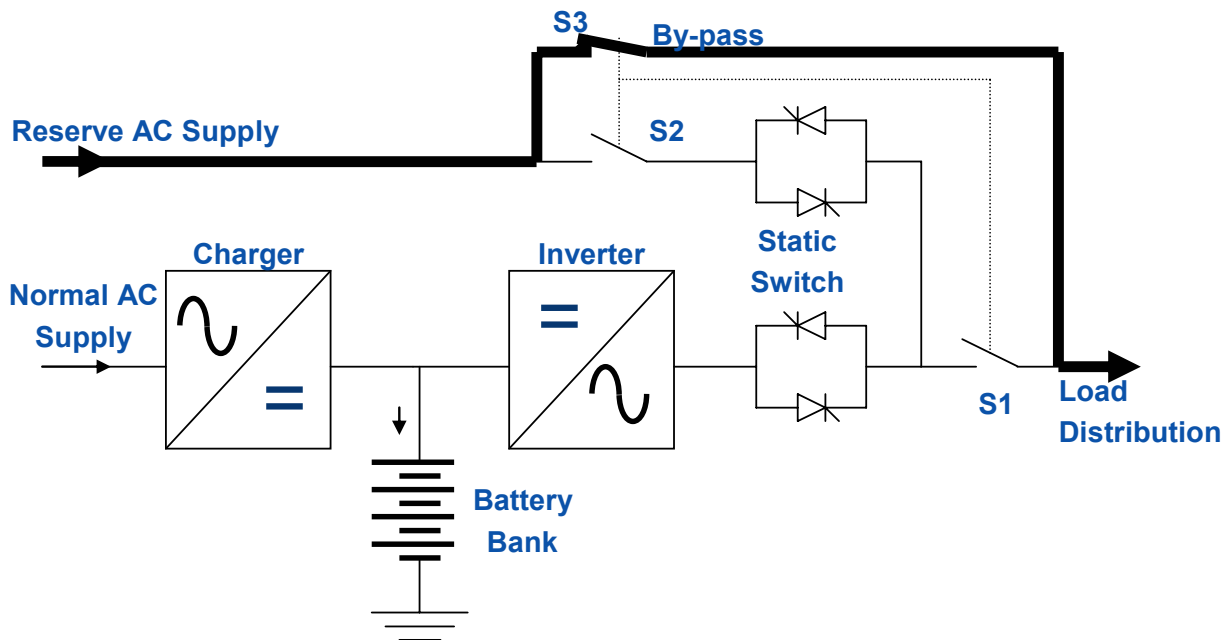 S3
By-pass
Reserve AC Supply
S2
Static
Switch
Charger
Inverter
Normal AC
Supply
S1
Load
Distribution
Battery
Bank